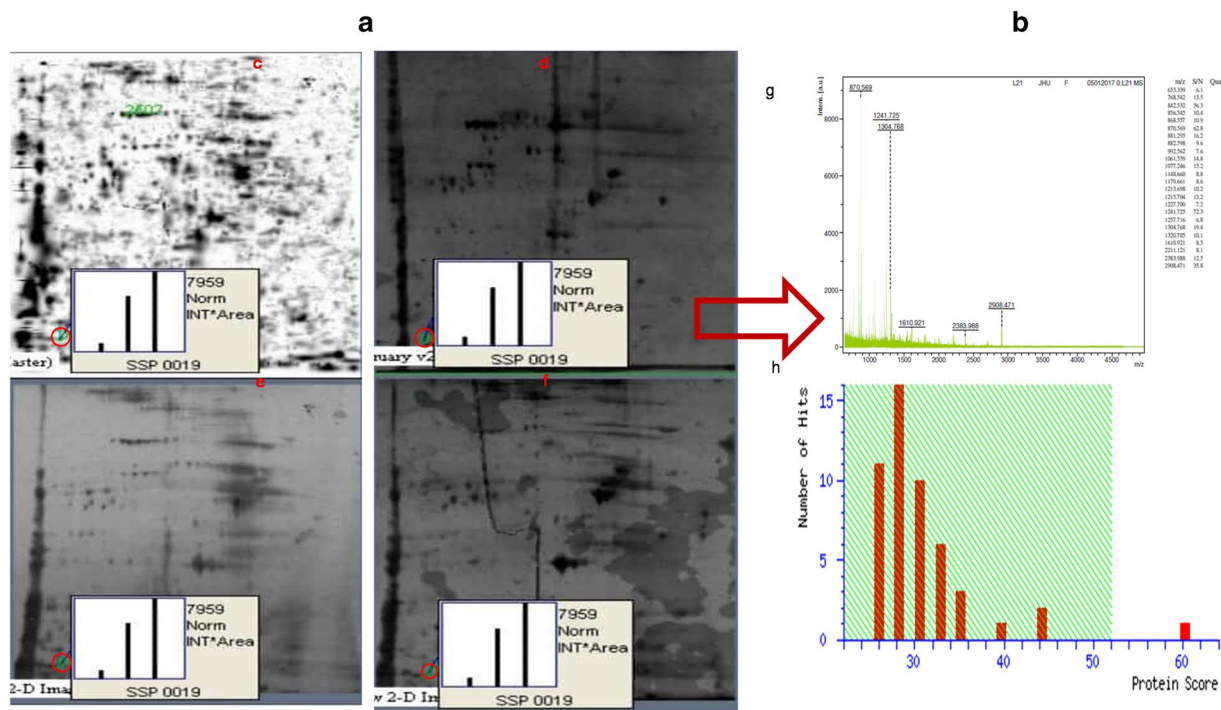 a
b
c
2607
7959
Norm
INT*Area
SSP 0019
aster)
d
7959
Norm
INT*Area
SSP 0019
nuary v2
e
7959
Norm
INT*Area
SSP 0019
2-D Ima
f
7959
Norm
INT*Area
SSP 0019
w 2-D Im
g
L21 JHU F 05012017 0:L21 MS
Intens. [a.u.]
870.569
1241.725
1304.768
1610.921
2383.988
2908.471
8000
6000
4000
2000
0
1000 1500 2000 2500 3000 3500 4000 4500
m/z
m/z S/N Qua
653.339 6.1
768.542 13.5
842.532 36.3
856.545 10.4
868.557 10.9
870.569 62.8
881.295 16.2
882.598 9.6
992.562 7.6
1061.559 14.8
1077.246 15.2
1148.660 8.8
1179.661 8.6
1213.698 10.2
1215.704 13.2
1227.700 7.2
1241.725 72.3
1257.716 6.8
1304.768 19.4
1320.705 10.1
1610.921 8.3
2211.121 8.1
2383.988 12.5
2908.471 35.8
h
Number of Hits
15
10
5
0
30 40 50 60
Protein Score